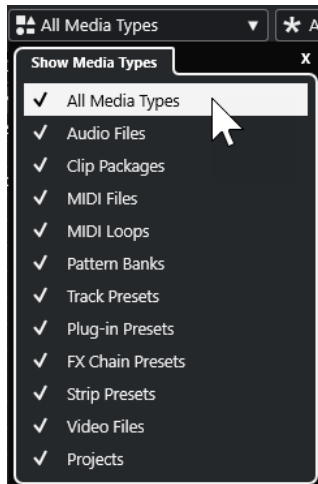 All Media Types
A
Show Media Types
x
All Media Types
Audio Files
Clip Packages
MIDI Files
MIDI Loops
Pattern Banks
Track Presets
Plug-in Presets
FX Chain Presets
Strip Presets
Video Files
Projects